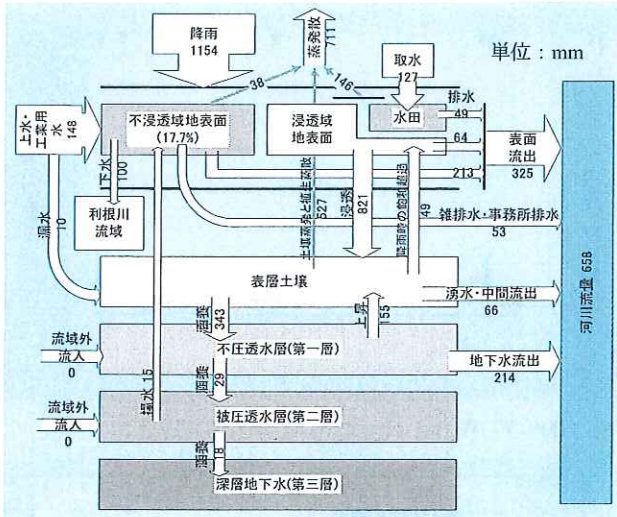 降雨
1154
蒸発散
711
単位：mm
取水
127
38
146
排水
上水・工業用水
148
不浸透域地表面
(17.7%)
浸透域
地表面
水田
49
64
213
表面
流出
325
下水
100
利根川
流域
漏水
10
土壌蒸発と植生蒸散
527
浸透
821
降雨時の飽和超過
49
雑排水・事務所排水
53
表層土壌
湧水・中間流出
66
河川流量 658
涵養
343
上昇
155
流域外
流入
0
不圧透水層(第一層)
地下水流出
214
涵養
29
揚水 15
流域外
流入
0
被圧透水層(第二層)
涵養
18
深層地下水(第三層)